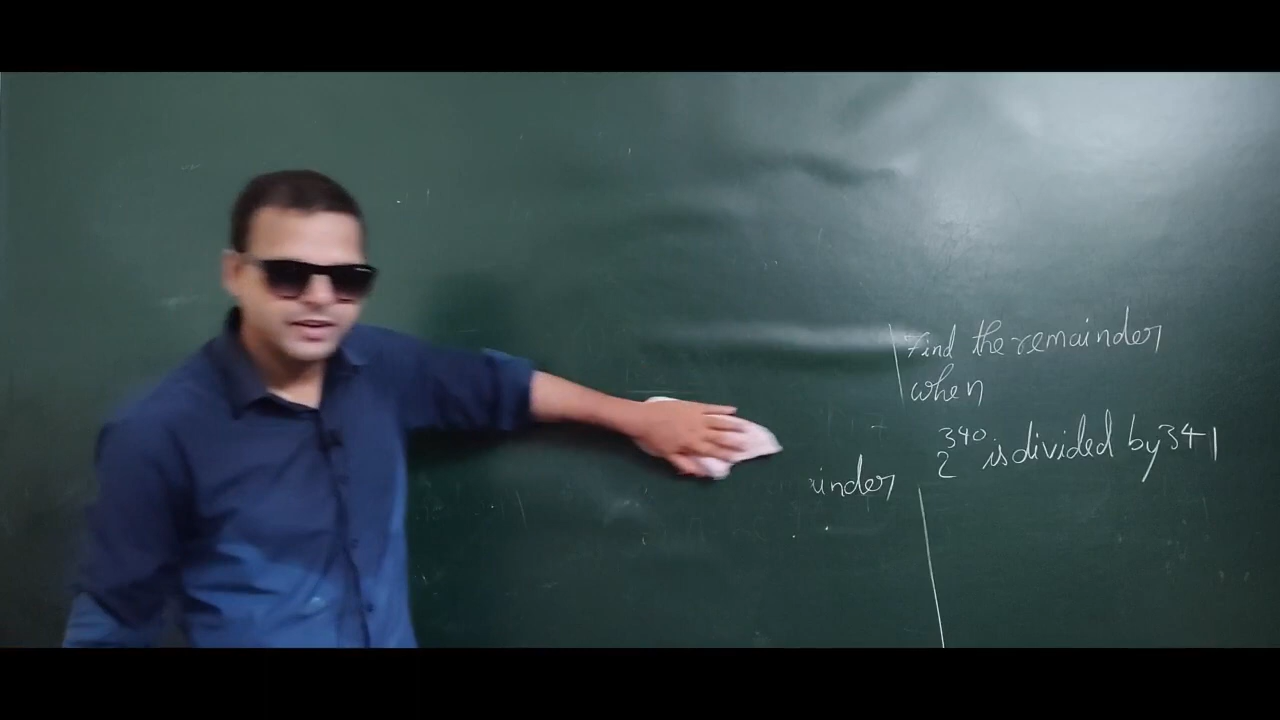 Find the remainder
when
2^340 is divided by 341
inder